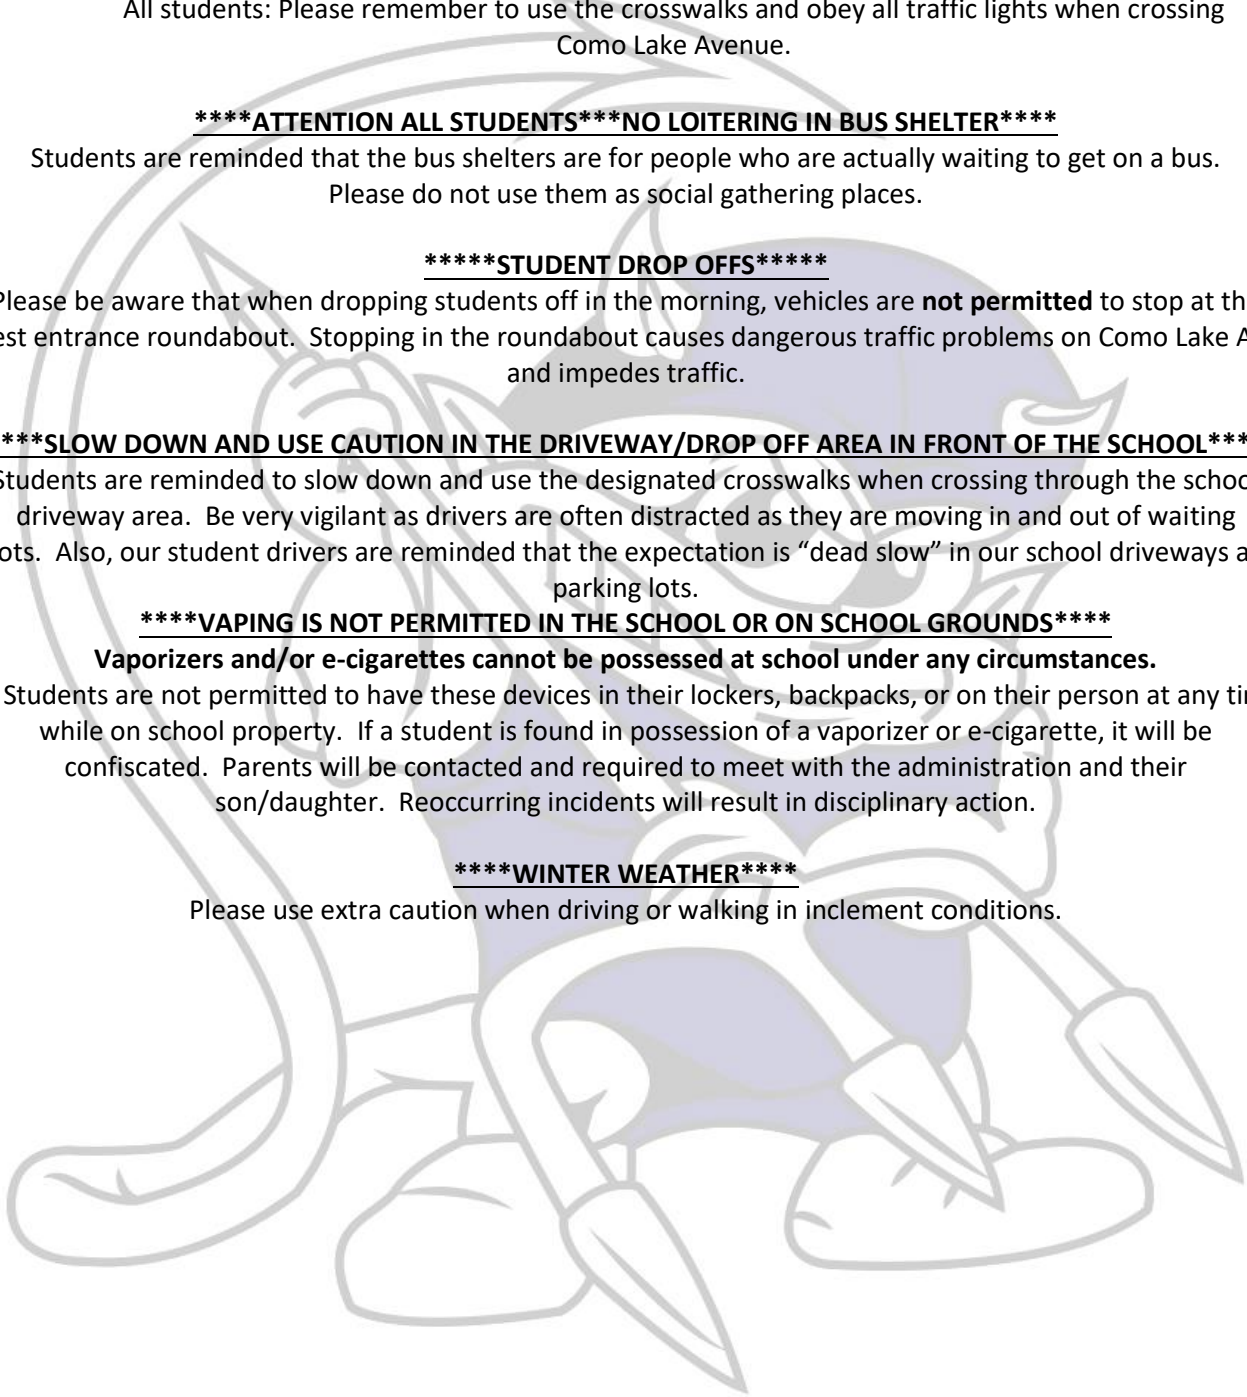 All students: Please remember to use the crosswalks and obey all traffic lights when crossing
Como Lake Avenue.
****ATTENTION ALL STUDENTS***NO LOITERING IN BUS SHELTER****
Students are reminded that the bus shelters are for people who are actually waiting to get on a bus.
Please do not use them as social gathering places.
*****STUDENT DROP OFFS*****
Please be aware that when dropping students off in the morning, vehicles are not permitted to stop at th
est entrance roundabout. Stopping in the roundabout causes dangerous traffic problems on Como Lake A
and impedes traffic.
***SLOW DOWN AND USE CAUTION IN THE DRIVEWAY/DROP OFF AREA IN FRONT OF THE SCHOOL***
Students are reminded to slow down and use the designated crosswalks when crossing through the schoo
driveway area. Be very vigilant as drivers are often distracted as they are moving in and out of waiting
ots. Also, our student drivers are reminded that the expectation is “dead slow” in our school driveways a
parking lots.
****VAPING IS NOT PERMITTED IN THE SCHOOL OR ON SCHOOL GROUNDS****
Vaporizers and/or e-cigarettes cannot be possessed at school under any circumstances.
Students are not permitted to have these devices in their lockers, backpacks, or on their person at any ti
while on school property. If a student is found in possession of a vaporizer or e-cigarette, it will be
confiscated. Parents will be contacted and required to meet with the administration and their
son/daughter. Reoccurring incidents will result in disciplinary action.
****WINTER WEATHER****
Please use extra caution when driving or walking in inclement conditions.